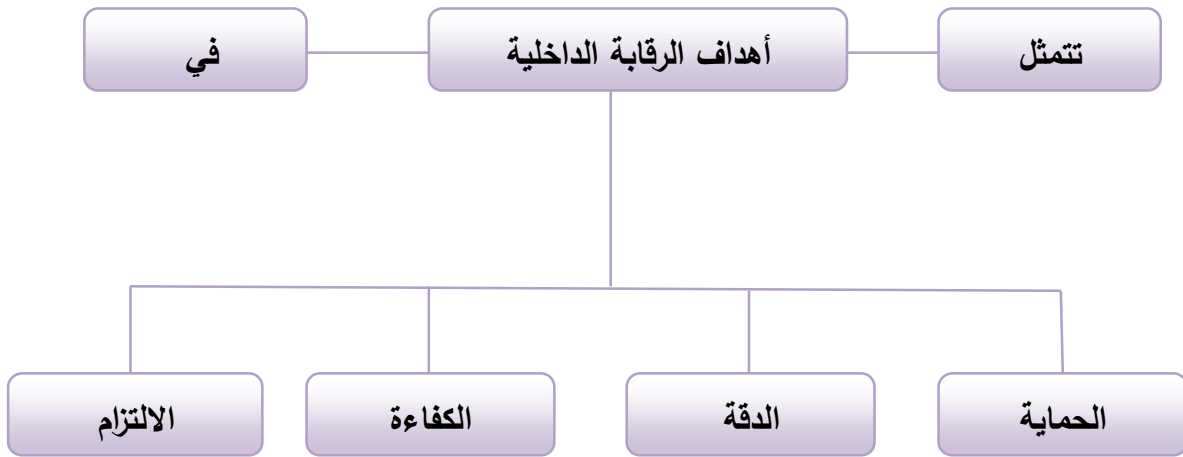 تتمثل
أهداف الرقابة الداخلية
في
الحماية
الدقة
الكفاءة
الالتزام